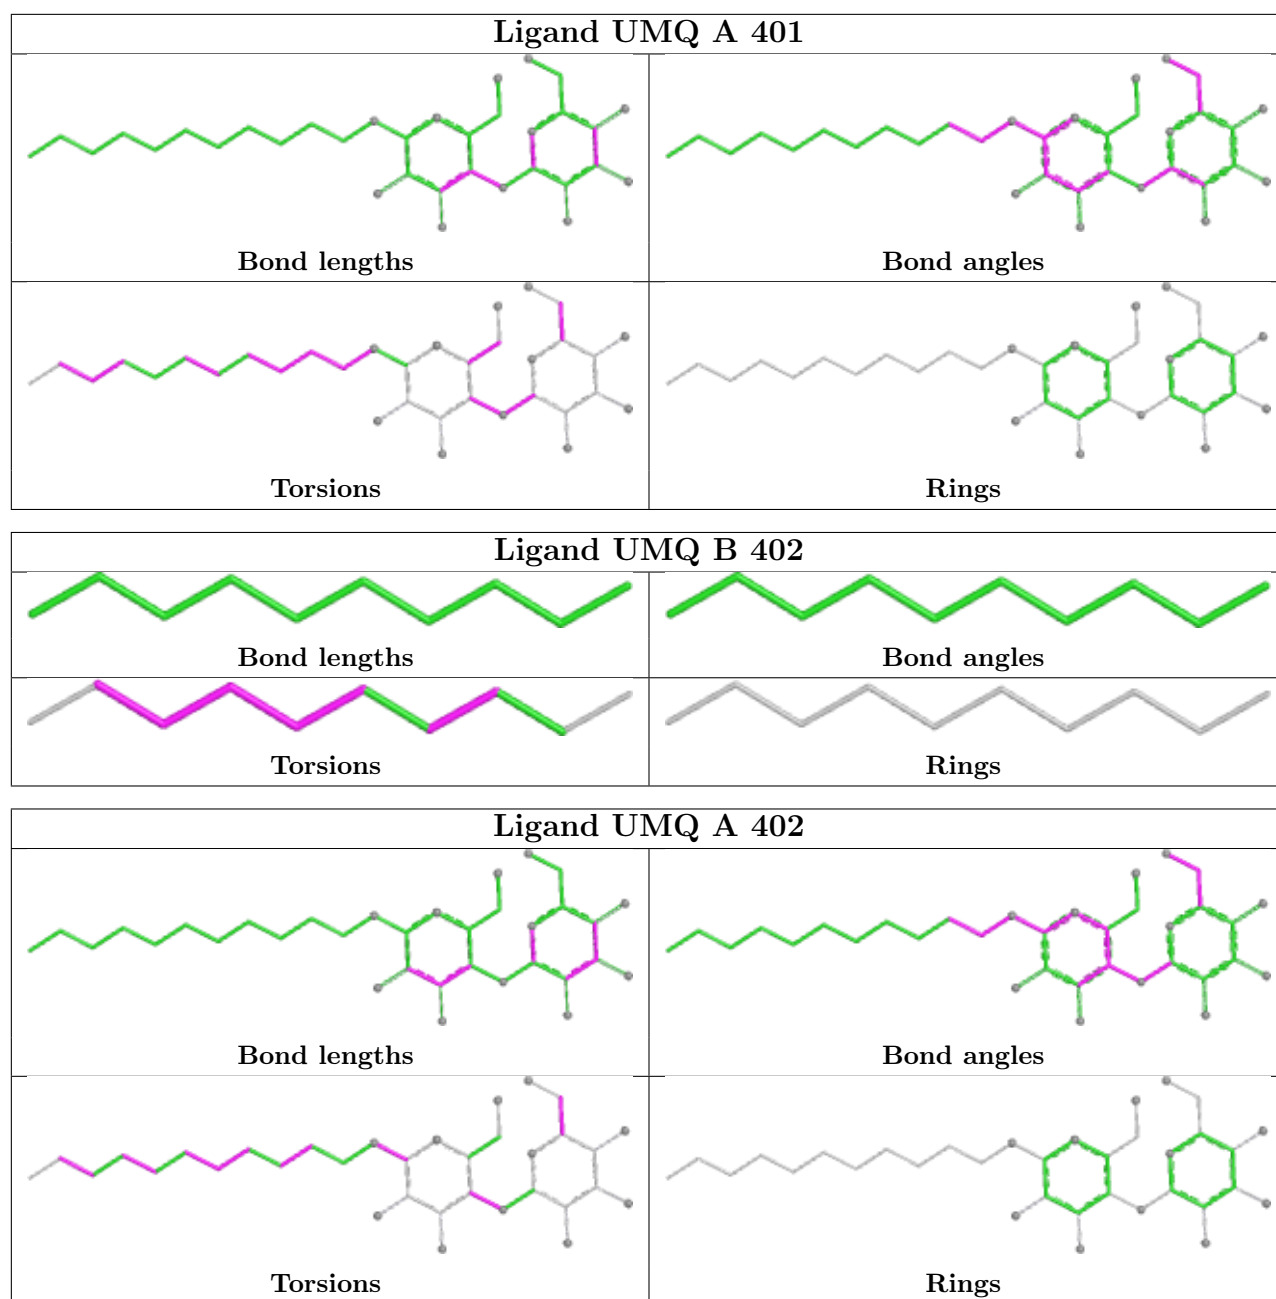 Ligand UMQ A 401
Bond lengths
Bond angles
Torsions
Rings
Ligand UMQ B 402
Bond lengths
Bond angles
Torsions
Rings
Ligand UMQ A 402
Bond lengths
Bond angles
Torsions
Rings